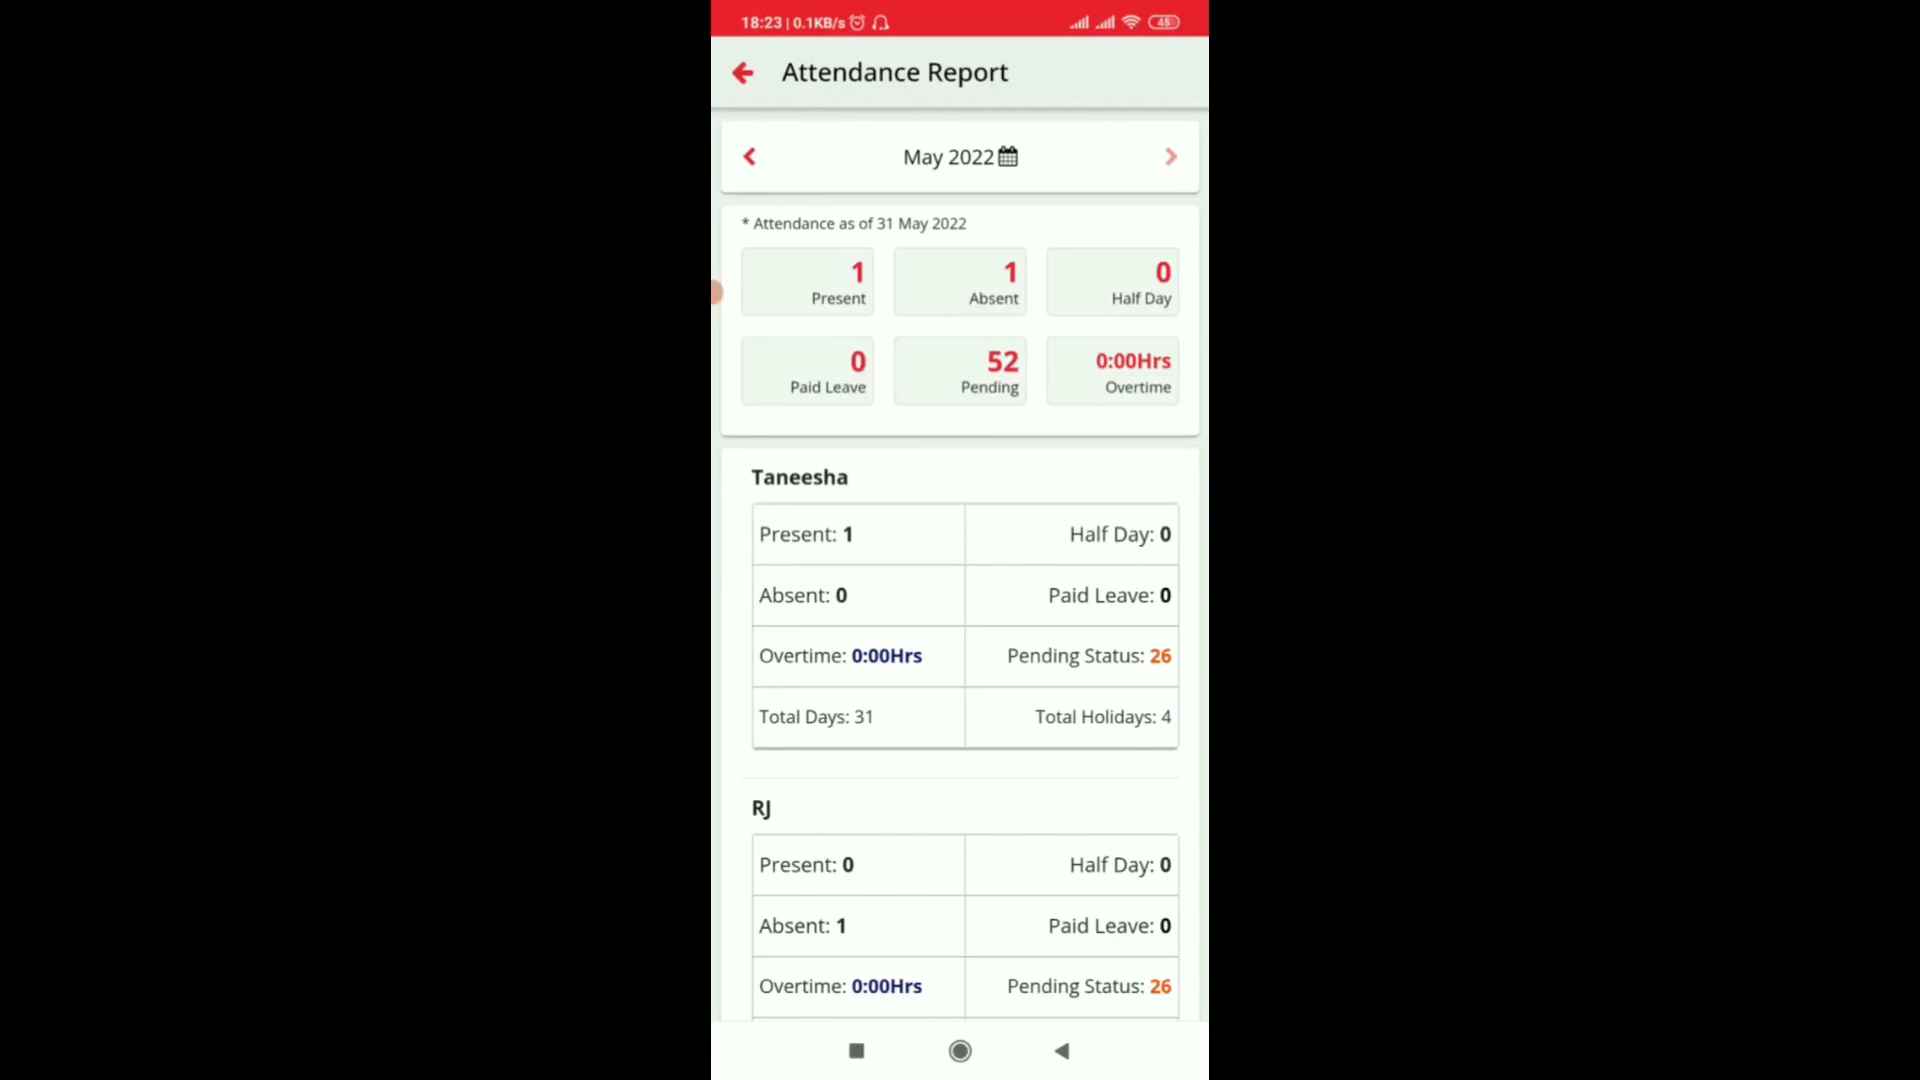 18:23 | 0.1KB/s 45
Attendance Report
May 2022
* Attendance as of 31 May 2022
1 1 0
Present Absent Half Day
0 52 0:00Hrs
Paid Leave Pending Overtime
Taneesha
Present: 1 Half Day: 0
Absent: 0 Paid Leave: 0
Overtime: 0:00Hrs Pending Status: 26
Total Days: 31 Total Holidays: 4
RJ
Present: 0 Half Day: 0
Absent: 1 Paid Leave: 0
Overtime: 0:00Hrs Pending Status: 26